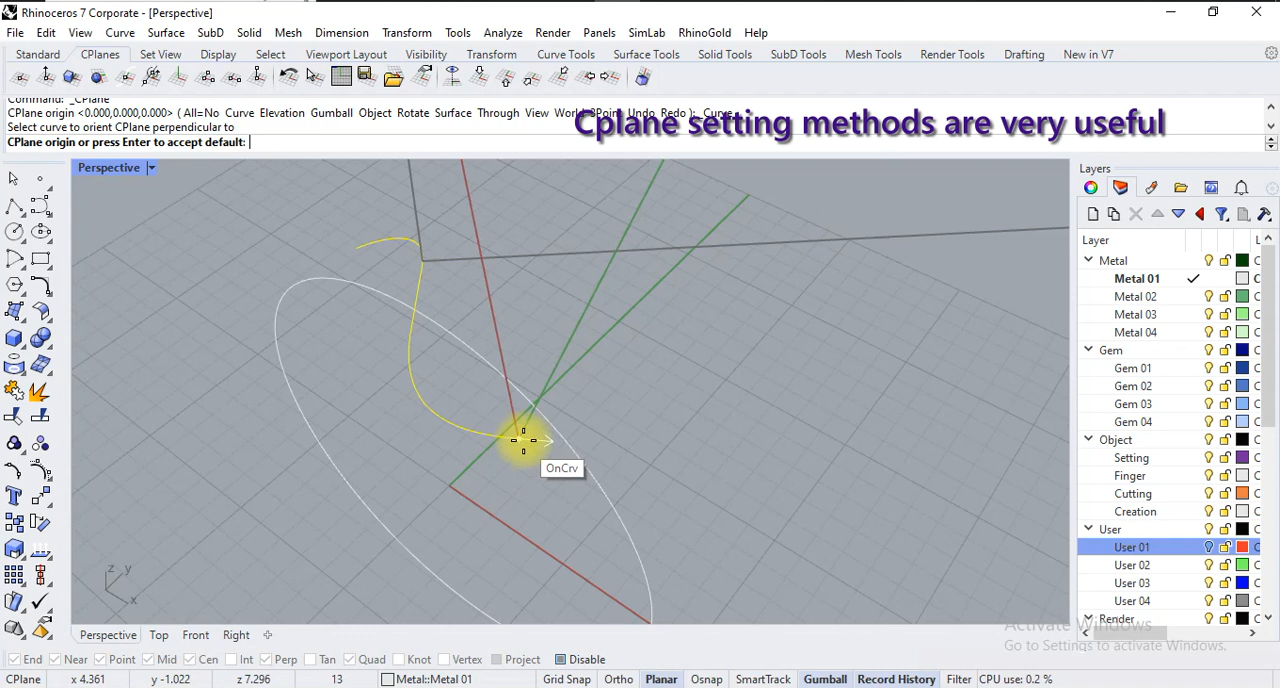 Rhinoceros 7 Corporate - [Perspective]
File Edit View Curve Surface SubD Solid Mesh Dimension Transform Tools Analyze Render Panels SimLab RhinoGold Help
Standard CPlanes Set View Display Select Viewport Layout Visibility Transform Curve Tools Surface Tools Solid Tools SubD Tools Mesh Tools Render Tools Drafting New in V7
Command: _CPlane
CPlane origin <0.000,0.000,0.000> ( All=No Curve Elevation Gumball Object Rotate Surface Through View World 3Point Undo Redo ): _Curve
Cplane setting methods are very useful
Select curve to orient CPlane perpendicular to
CPlane origin or press Enter to accept default:
Perspective
Layers
Layer
Metal C
Metal 01 C
Metal 02 C
Metal 03 C
Metal 04 C
Gem C
Gem 01 C
Gem 02 C
Gem 03 C
Gem 04 C
Object C
Setting C
Finger C
Cutting C
Creation C
User C
User 01 C
User 02 C
User 03 C
User 04 C
Render C
OnCrv
z y
x
Activate Windows
Go to Settings to activate Windows.
Perspective Top Front Right
End Near Point Mid Cen Int Perp Tan Quad Knot Vertex Project Disable
CPlane x 4.361 y -1.022 z 7.296 13 Metal::Metal 01 Grid Snap Ortho Planar Osnap SmartTrack Gumball Record History Filter CPU use: 0.2 %